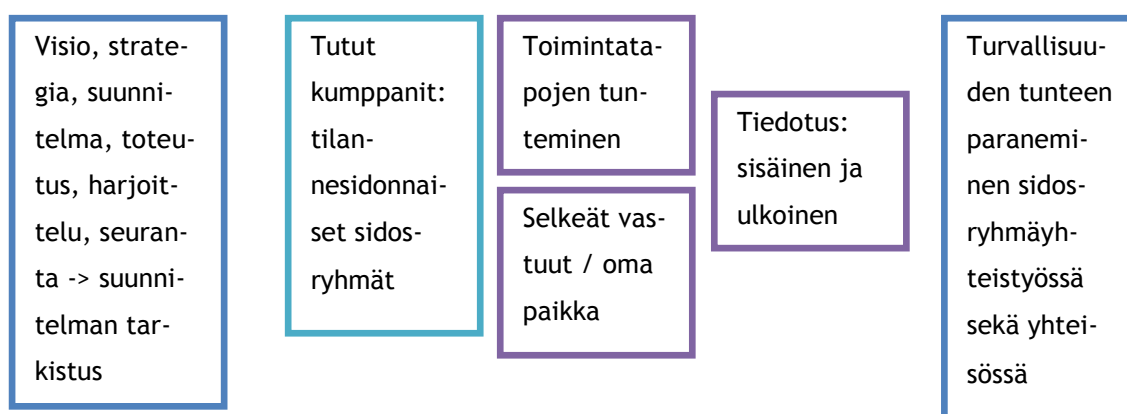 Visio, strate-
gia, suunni-
telma, toteu-
tus, harjoit-
telu, seuran-
ta -> suunni-
telman tar-
kistus
Tutut
kumppanit:
tilan-
nesidonnai-
set sidos-
ryhmät
Toimintata-
pojen tun-
teminen
Selkeät vas-
tuut / oma
paikka
Tiedotus:
sisäinen ja
ulkoinen
Turvallisuu-
den tunteen
paranemi-
nen sidos-
ryhmäyh-
teistyössä
sekä yhtei-
sössä